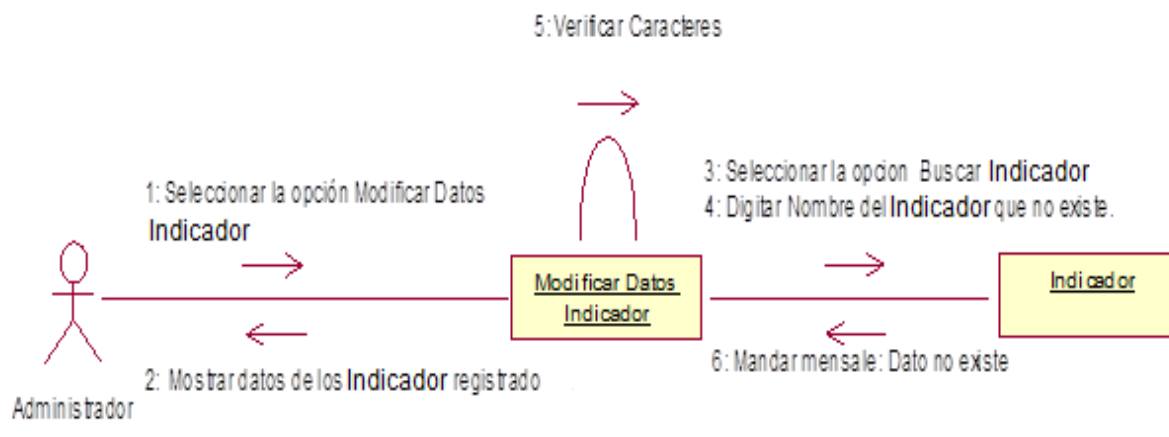 5: Verificar Caracteres
1: Seleccionar la opción Modificar Datos
Indicador
3: Seleccionar la opcion Buscar Indicador
4: Digitar Nombre del Indicador que no existe.
Modificar Datos
Indicador
Indicador
2: Mostrar datos de los Indicador registrado
6: Mandar mensale: Dato no existe
Administrador